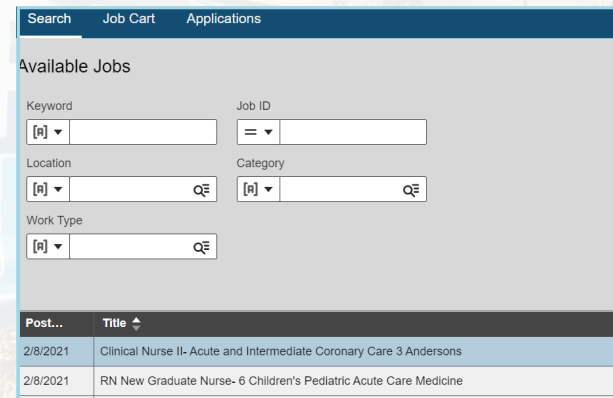 Search Job Cart Applications
Available Jobs
Keyword Job ID
[A] =
Location Category
[A] [A]
Work Type
[A]
Post... Title
2/8/2021 Clinical Nurse II- Acute and Intermediate Coronary Care 3 Andersons
2/8/2021 RN New Graduate Nurse- 6 Children's Pediatric Acute Care Medicine